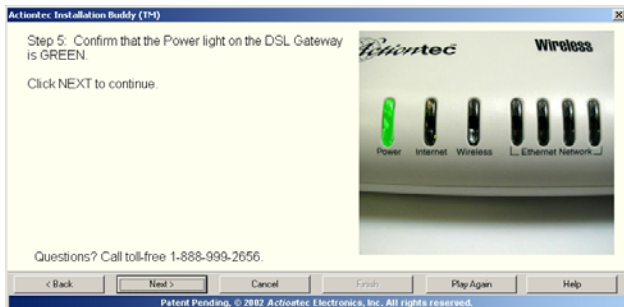 Actiontec Installation Buddy (TM)
Step 5: Confirm that the Power light on the DSL Gateway
is GREEN.
Click NEXT to continue.
Actiontec
Wireless
Power Internet Wireless Ethernet Network
Questions? Call toll-free 1-888-999-2656.
< Back Next > Cancel Finish Play Again Help
Patent Pending, © 2002 Actiontec Electronics, Inc. All rights reserved.